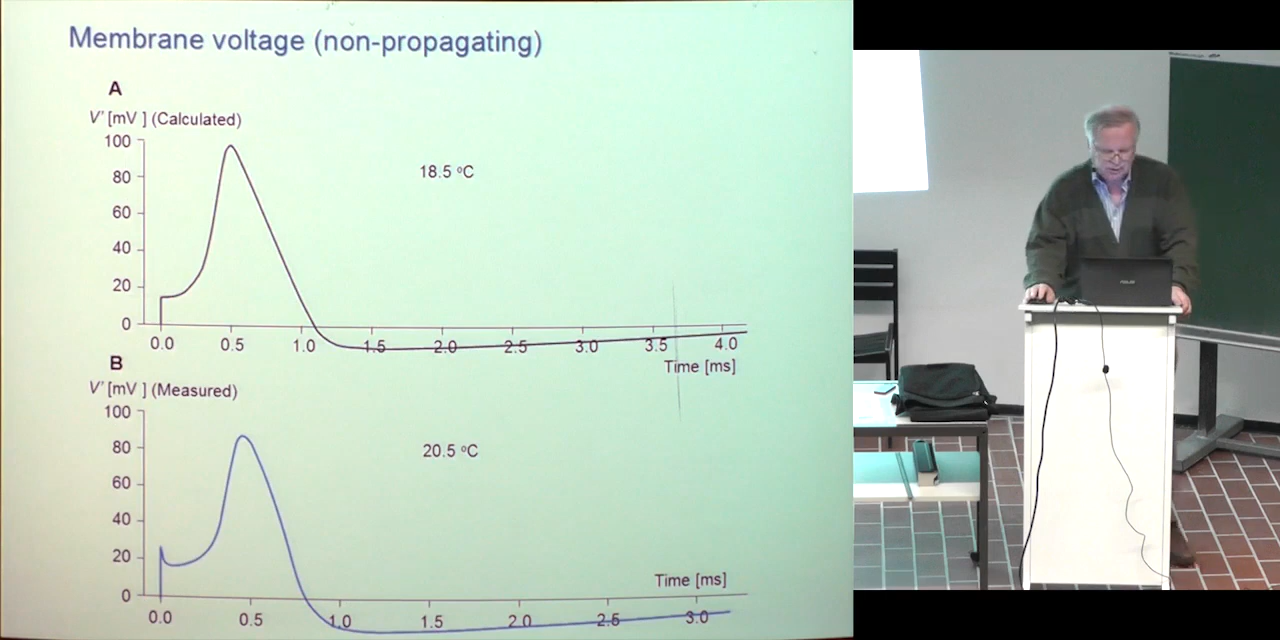 Membrane voltage (non-propagating)
A
V' [mV ] (Calculated)
100
80
60
40
20
0
18.5 °C
0.0 0.5 1.0 1.5 2.0 2.5 3.0 3.5 4.0
Time [ms]
B
V' [mV ] (Measured)
100
80
60
40
20
0
20.5 °C
Time [ms]
0.0 0.5 1.0 1.5 2.0 2.5 3.0
ASUS